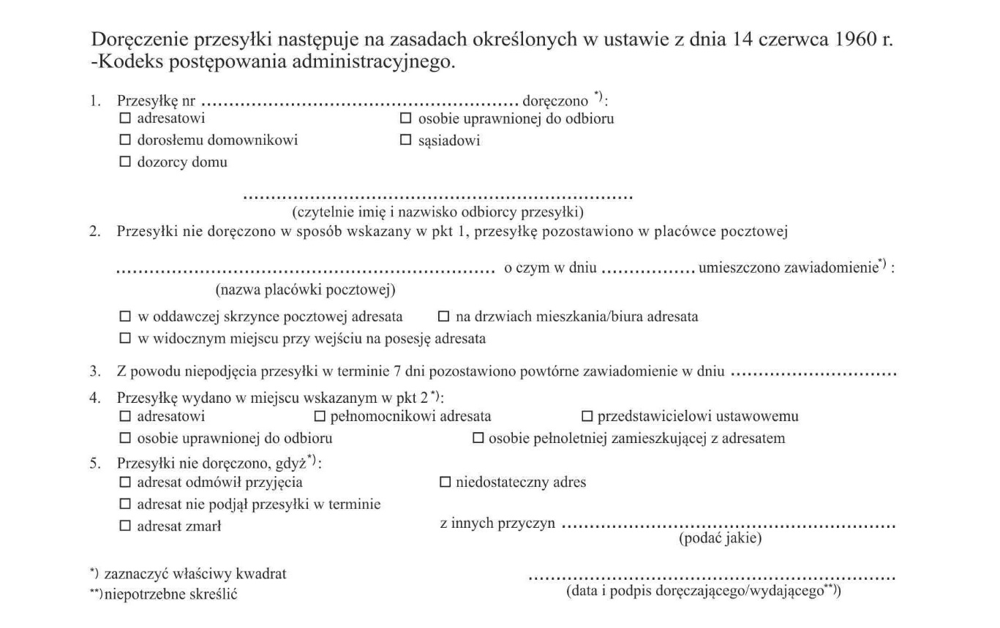 Doręczenie przesyłki następuje na zasadach określonych w ustawie z dnia 14 czerwca 1960 r.
-Kodeks postępowania administracyjnego.
1. Przesyłkę nr ........................................................ doręczono *):
☐ adresatowi ☐ osobie uprawnionej do odbioru
☐ dorosłemu domownikowi ☐ sąsiadowi
☐ dozorcy domu
......................................................................
(czytelnie imię i nazwisko odbiorcy przesyłki)
2. Przesyłki nie doręczono w sposób wskazany w pkt 1, przesyłkę pozostawiono w placówce pocztowej
.................................................................... o czym w dniu ................. umieszczono zawiadomienie*) :
(nazwa placówki pocztowej)
☐ w oddawczej skrzynce pocztowej adresata ☐ na drzwiach mieszkania/biura adresata
☐ w widocznym miejscu przy wejściu na posesję adresata
3. Z powodu niepodjęcia przesyłki w terminie 7 dni pozostawiono powtórne zawiadomienie w dniu ..............................
4. Przesyłkę wydano w miejscu wskazanym w pkt 2*):
☐ adresatowi ☐ pełnomocnikowi adresata ☐ przedstawicielowi ustawowemu
☐ osobie uprawnionej do odbioru ☐ osobie pełnoletniej zamieszkującej z adresatem
5. Przesyłki nie doręczono, gdyż*):
☐ adresat odmówił przyjęcia ☐ niedostateczny adres
☐ adresat nie podjął przesyłki w terminie
☐ adresat zmarł z innych przyczyn ............................................................
(podać jakie)
*) zaznaczyć właściwy kwadrat
..................................................................
**)niepotrzebne skreślić (data i podpis doręczającego/wydającego**))